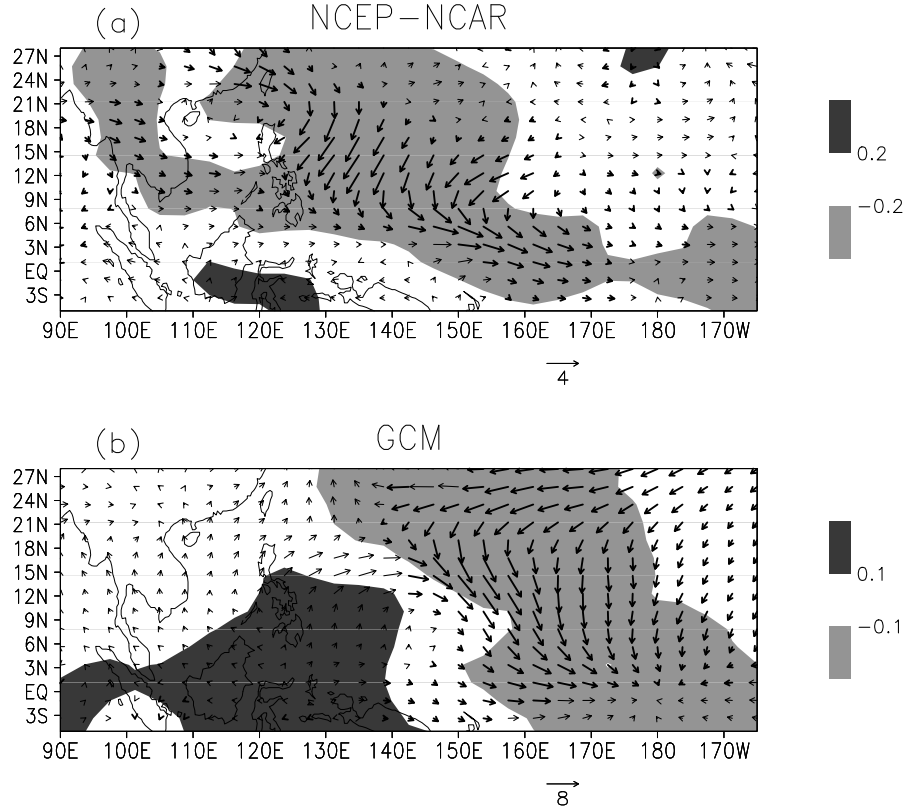 (a) NCEP-NCAR
27N
24N
21N
18N
15N
12N
9N
6N
3N
EQ
3S
90E 100E 110E 120E 130E 140E 150E 160E 170E 180 170W
4
0.2
-0.2
(b) GCM
27N
24N
21N
18N
15N
12N
9N
6N
3N
EQ
3S
90E 100E 110E 120E 130E 140E 150E 160E 170E 180 170W
8
0.1
-0.1